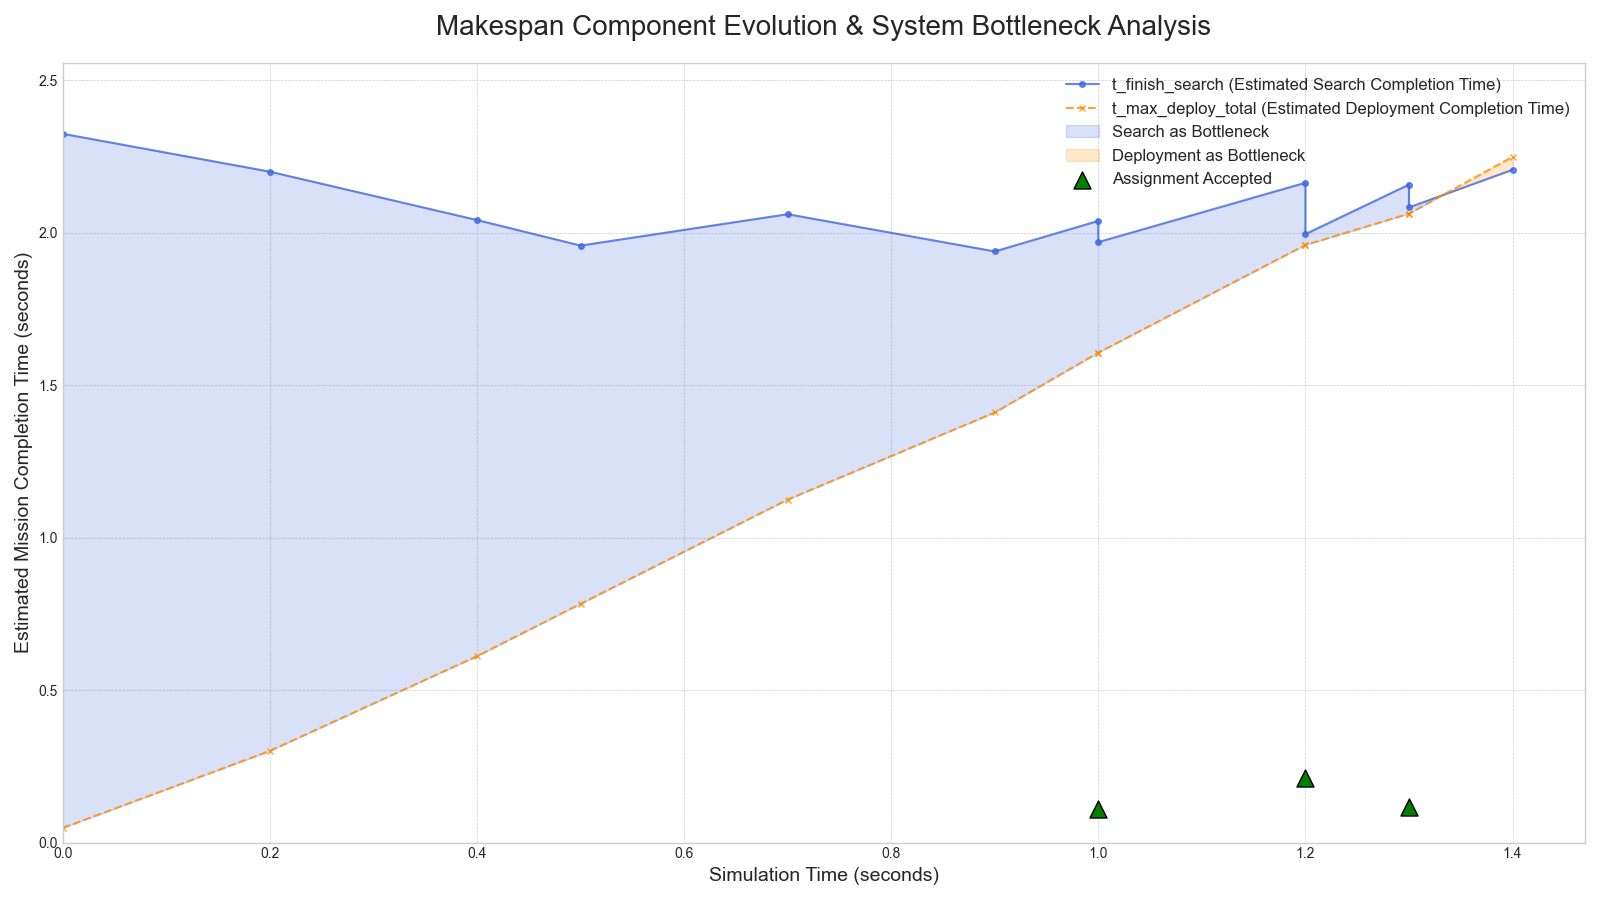 Makespan Component Evolution & System Bottleneck Analysis
t_finish_search (Estimated Search Completion Time)
t_max_deploy_total (Estimated Deployment Completion Time)
Search as Bottleneck
Deployment as Bottleneck
Assignment Accepted
Estimated Mission Completion Time (seconds)
2.5
2.0
1.5
1.0
0.5
0.0
0.0 0.2 0.4 0.6 0.8 1.0 1.2 1.4
Simulation Time (seconds)